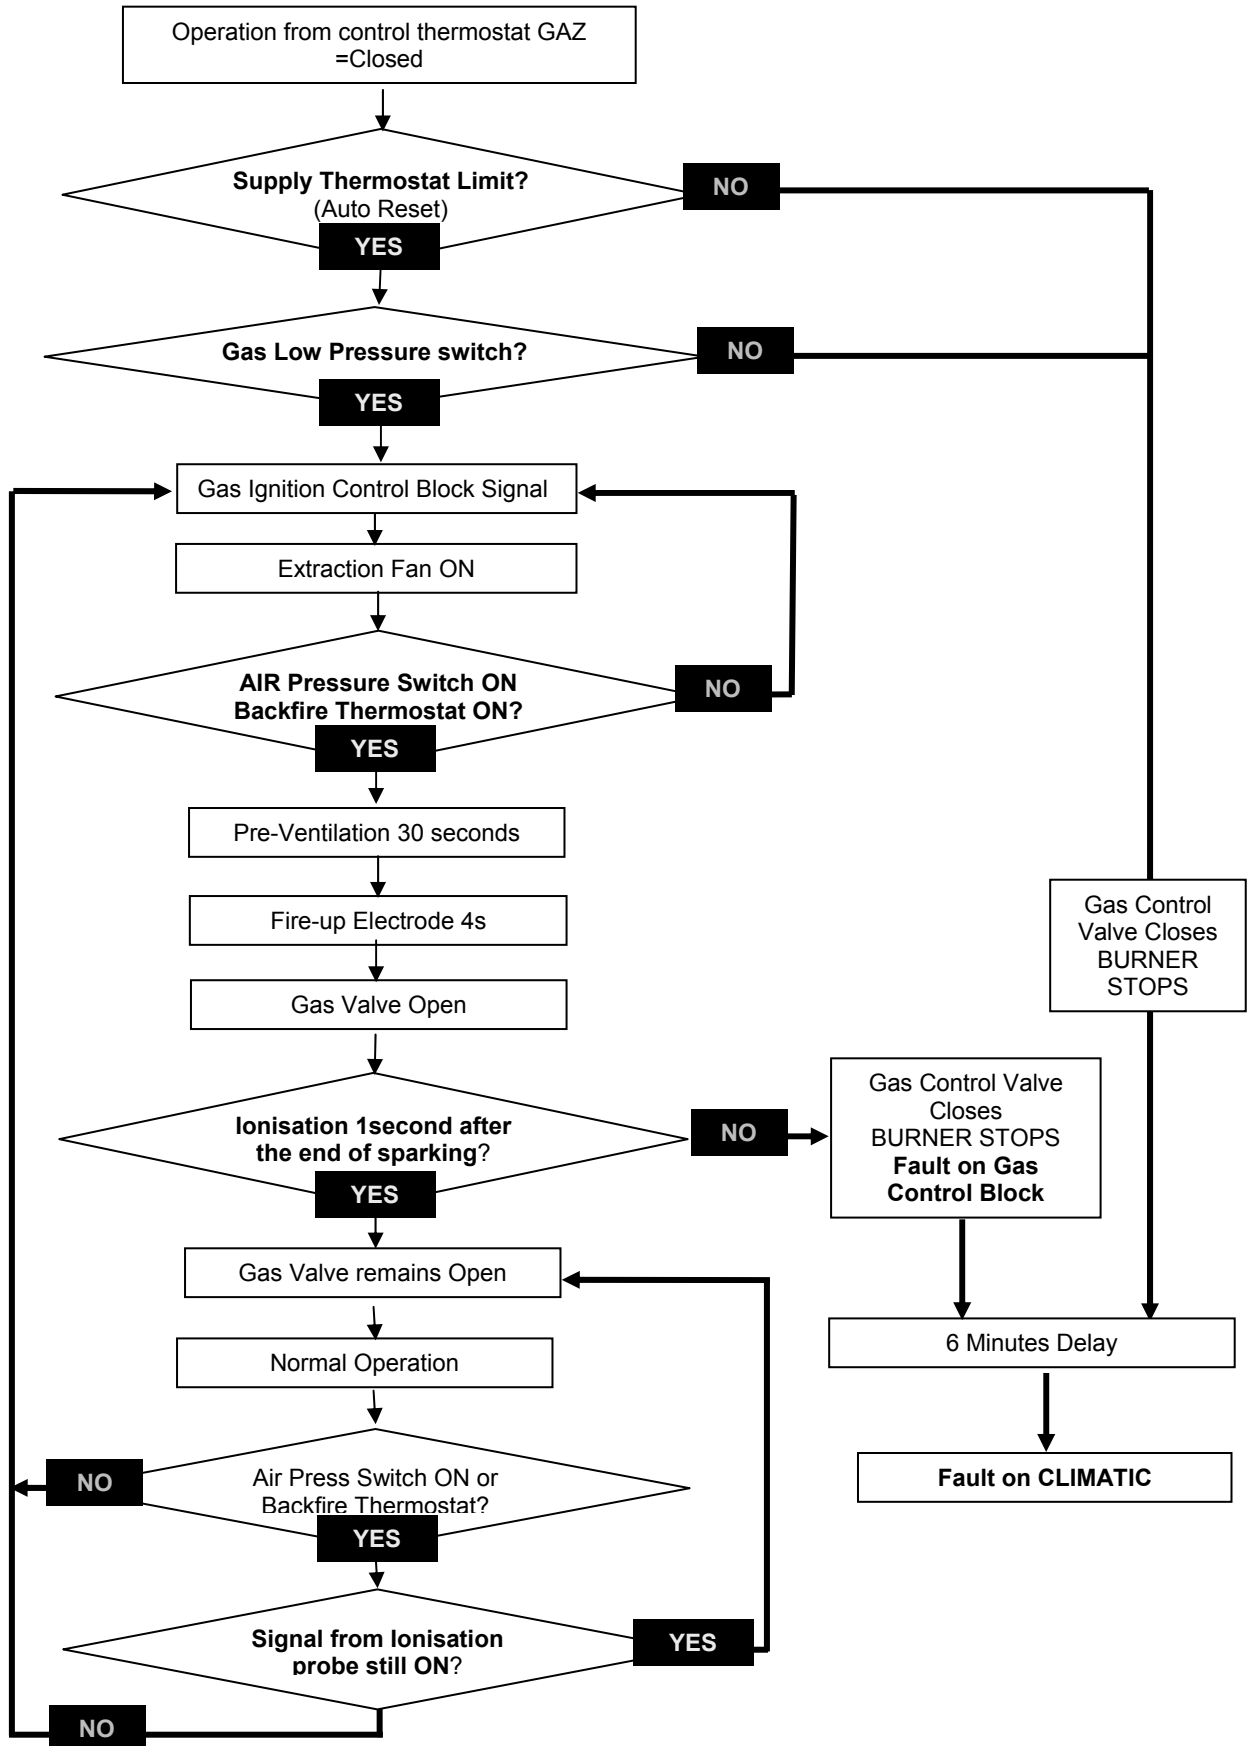 Operation from control thermostat GAZ
=Closed
Supply Thermostat Limit?
(Auto Reset)
NO
YES
Gas Low Pressure switch?
NO
YES
Gas Ignition Control Block Signal
Extraction Fan ON
AIR Pressure Switch ON
Backfire Thermostat ON?
NO
YES
Pre-Ventilation 30 seconds
Fire-up Electrode 4s
Gas Valve Open
Gas Control
Valve Closes
BURNER
STOPS
Ionisation 1second after
the end of sparking?
NO
YES
Gas Control Valve
Closes
BURNER STOPS
Fault on Gas
Control Block
Gas Valve remains Open
Normal Operation
6 Minutes Delay
Air Press Switch ON or
Backfire Thermostat?
NO
YES
Fault on CLIMATIC
Signal from Ionisation
probe still ON?
YES
NO